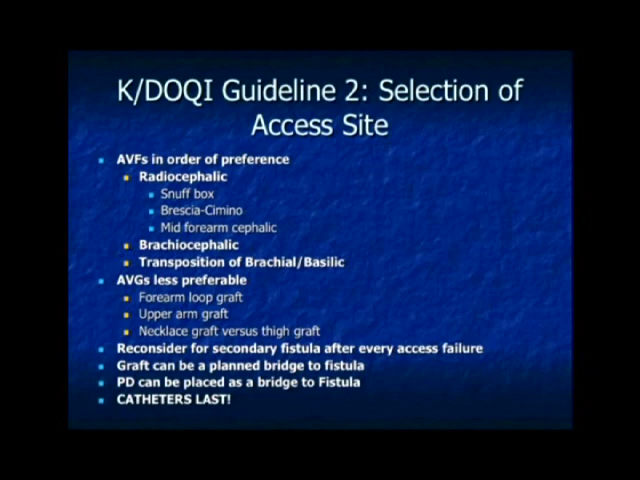 K/DOQI Guideline 2: Selection of
Access Site
AVFs in order of preference
Radiocephalic
Snuff box
Brescia-Cimino
Mid forearm cephalic
Brachiocephalic
Transposition of Brachial/Basilic
AVGs less preferable
Forearm loop graft
Upper arm graft
Necklace graft versus thigh graft
Reconsider for secondary fistula after every access failure
Graft can be a planned bridge to fistula
PD can be placed as a bridge to Fistula
CATHETERS LAST!